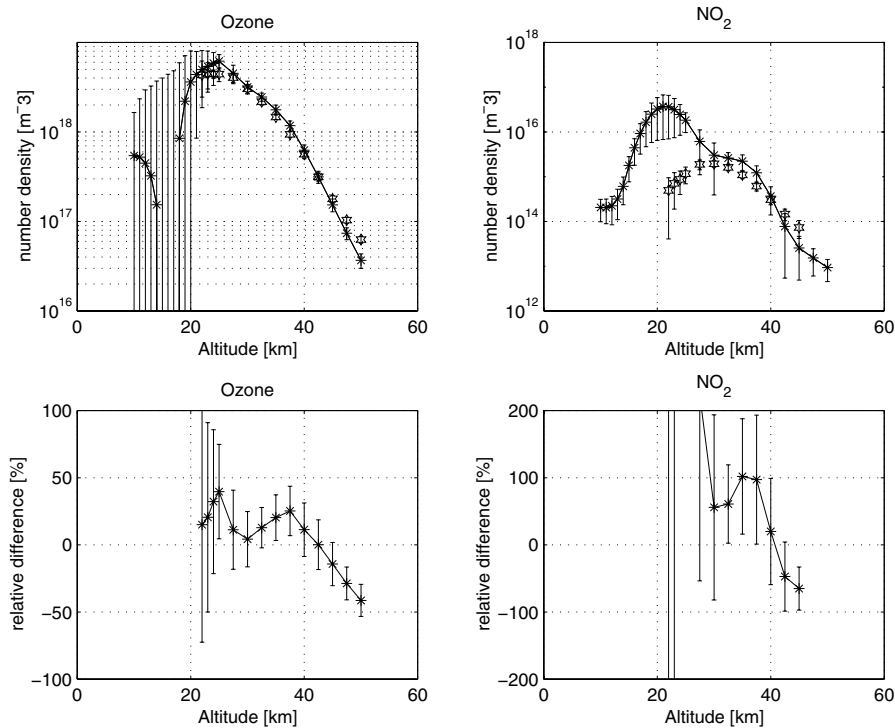 Ozone
number density [m⁻3]
10^18
10^17
10^16
0 20 40 60
Altitude [km]
NO2
number density [m⁻3]
10^18
10^16
10^14
10^12
0 20 40 60
Altitude [km]
Ozone
relative difference [%]
100
50
0
−50
−100
0 20 40 60
Altitude [km]
NO2
relative difference [%]
200
100
0
−100
−200
0 20 40 60
Altitude [km]